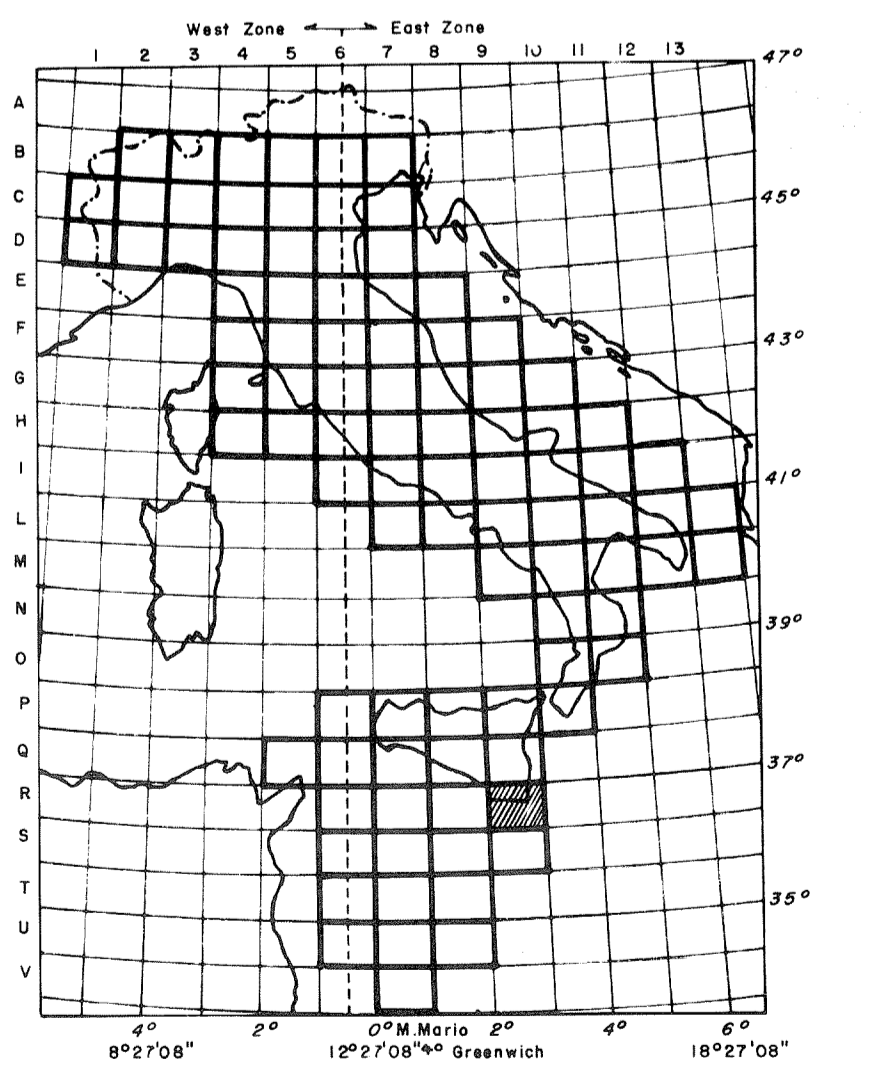 West Zone East Zone
1 2 3 4 5 6 7 8 9 10 11 12 13
47°
A
B
C
45°
D
E
F
43°
G
H
I
41°
L
M
N
39°
O
P
Q
37°
R
S
T
35°
U
V
4° 2° 0° M.Mario 2° 4° 6°
8°27'08" 12°27'08" 4° Greenwich 18°27'08"